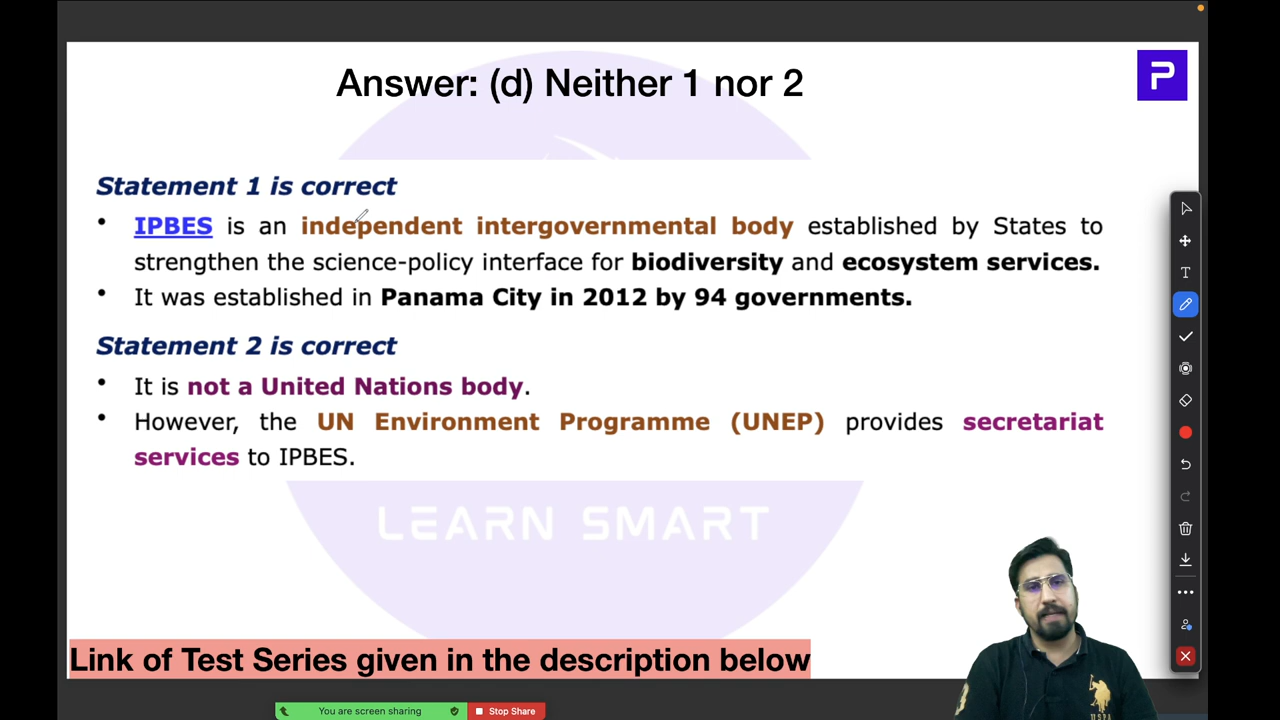 Answer: (d) Neither 1 nor 2
P
Statement 1 is correct
• IPBES is an independent intergovernmental body established by States to
strengthen the science-policy interface for biodiversity and ecosystem services.
• It was established in Panama City in 2012 by 94 governments.
Statement 2 is correct
• It is not a United Nations body.
• However, the UN Environment Programme (UNEP) provides secretariat
services to IPBES.
LEARN SMART
Link of Test Series given in the description below
You are screen sharing
Stop Share
T